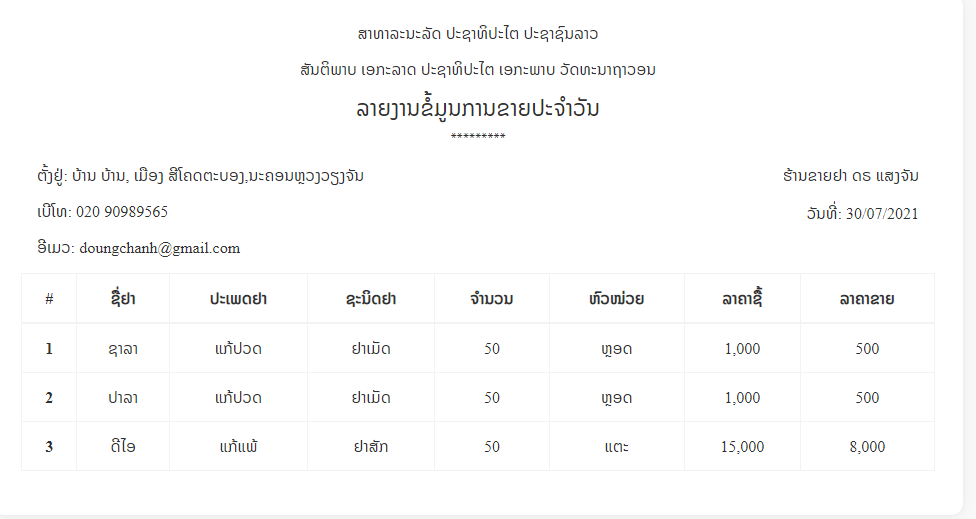 ສາທາລະນະລັດ ປະຊາທິປະໄຕ ປະຊາຊົນລາວ
ສັນຕິພາບ ເອກະລາດ ປະຊາທິປະໄຕ ເອກະພາບ ວັດທະນາຖາວອນ
ລາຍງານຂໍ້ມູນການຂາຍປະຈຳວັນ
*********
ຕັ້ງຢູ່: ບ້ານ ບ້ານ, ເມືອງ ສີໂຄດຕະບອງ,ນະຄອນຫຼວງວຽງຈັນ ຮ້ານຂາຍຢາ ດຣ ແສງຈັນ
ເບີໂທ: 020 90989565 ວັນທີ່: 30/07/2021
ອີເມວ: doungchanh@gmail.com
# ຊື່ຢາ ປະເພດຢາ ຊະນິດຢາ ຈຳນວນ ຫົວໜ່ວຍ ລາຄາຊື້ ລາຄາຂາຍ
1 ຊາລາ ແກ້ປວດ ຢາເມັດ 50 ຫຼອດ 1,000 500
2 ປາລາ ແກ້ປວດ ຢາເມັດ 50 ຫຼອດ 1,000 500
3 ດີໄອ ແກ້ແພ້ ຢາສັກ 50 ແຕະ 15,000 8,000